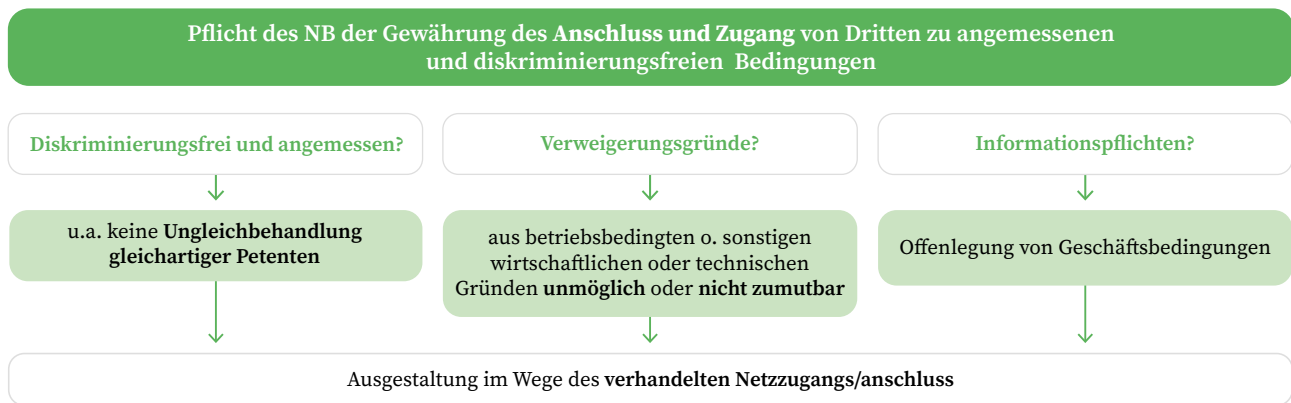 Pflicht des NB der Gewährung des Anschluss und Zugang von Dritten zu angemessenen
und diskriminierungsfreien Bedingungen
Diskriminierungsfrei und angemessen?
Verweigerungsgründe?
Informationspflichten?
u.a. keine Ungleichbehandlung
gleichartiger Petenten
aus betriebsbedingten o. sonstigen
wirtschaftlichen oder technischen
Gründen unmöglich oder nicht zumutbar
Offenlegung von Geschäftsbedingungen
Ausgestaltung im Wege des verhandelten Netzzugangs/anschluss